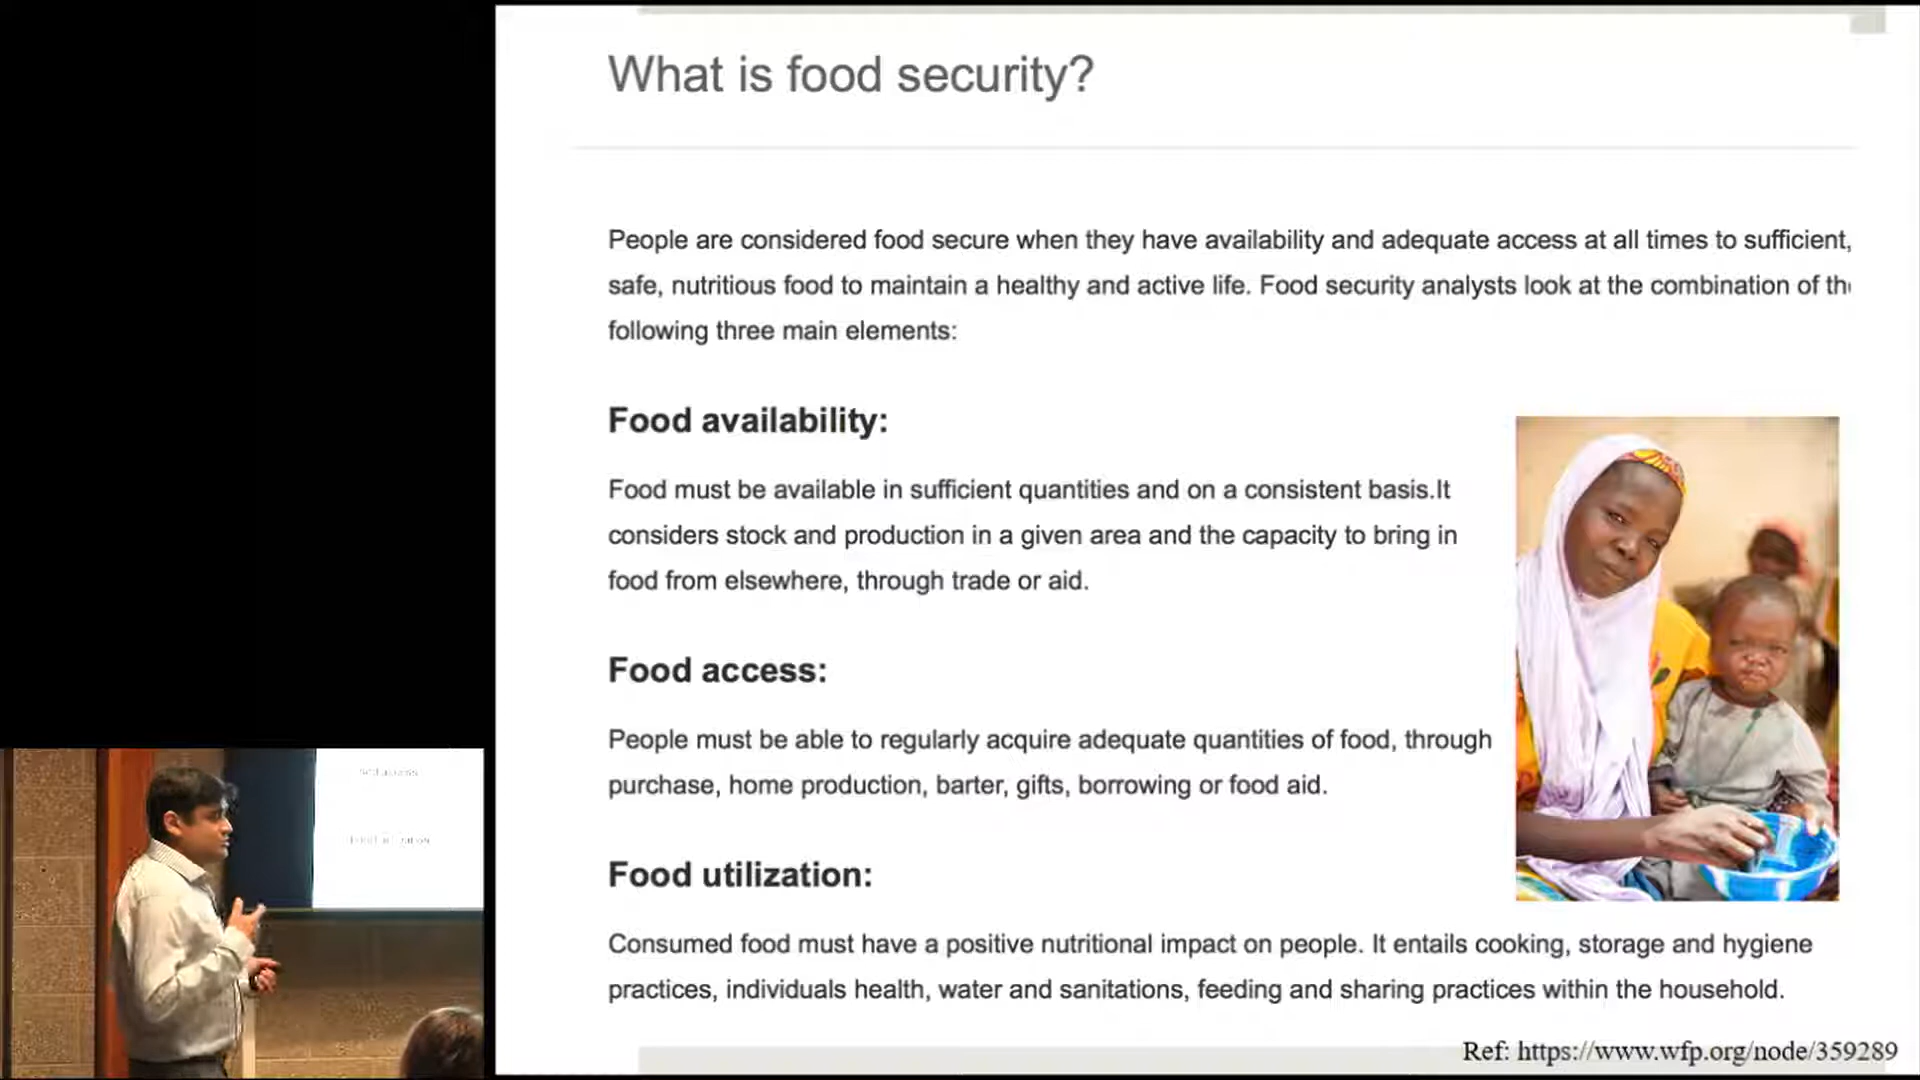 What is food security?
People are considered food secure when they have availability and adequate access at all times to sufficient,
safe, nutritious food to maintain a healthy and active life. Food security analysts look at the combination of
following three main elements:
Food availability:
Food must be available in sufficient quantities and on a consistent basis.It
considers stock and production in a given area and the capacity to bring in
food from elsewhere, through trade or aid.
Food access:
People must be able to regularly acquire adequate quantities of food, through
purchase, home production, barter, gifts, borrowing or food aid.
Food utilization:
Consumed food must have a positive nutritional impact on people. It entails cooking, storage and hygiene
practices, individuals health, water and sanitations, feeding and sharing practices within the household.
Ref: https://www.wfp.org/node/359289